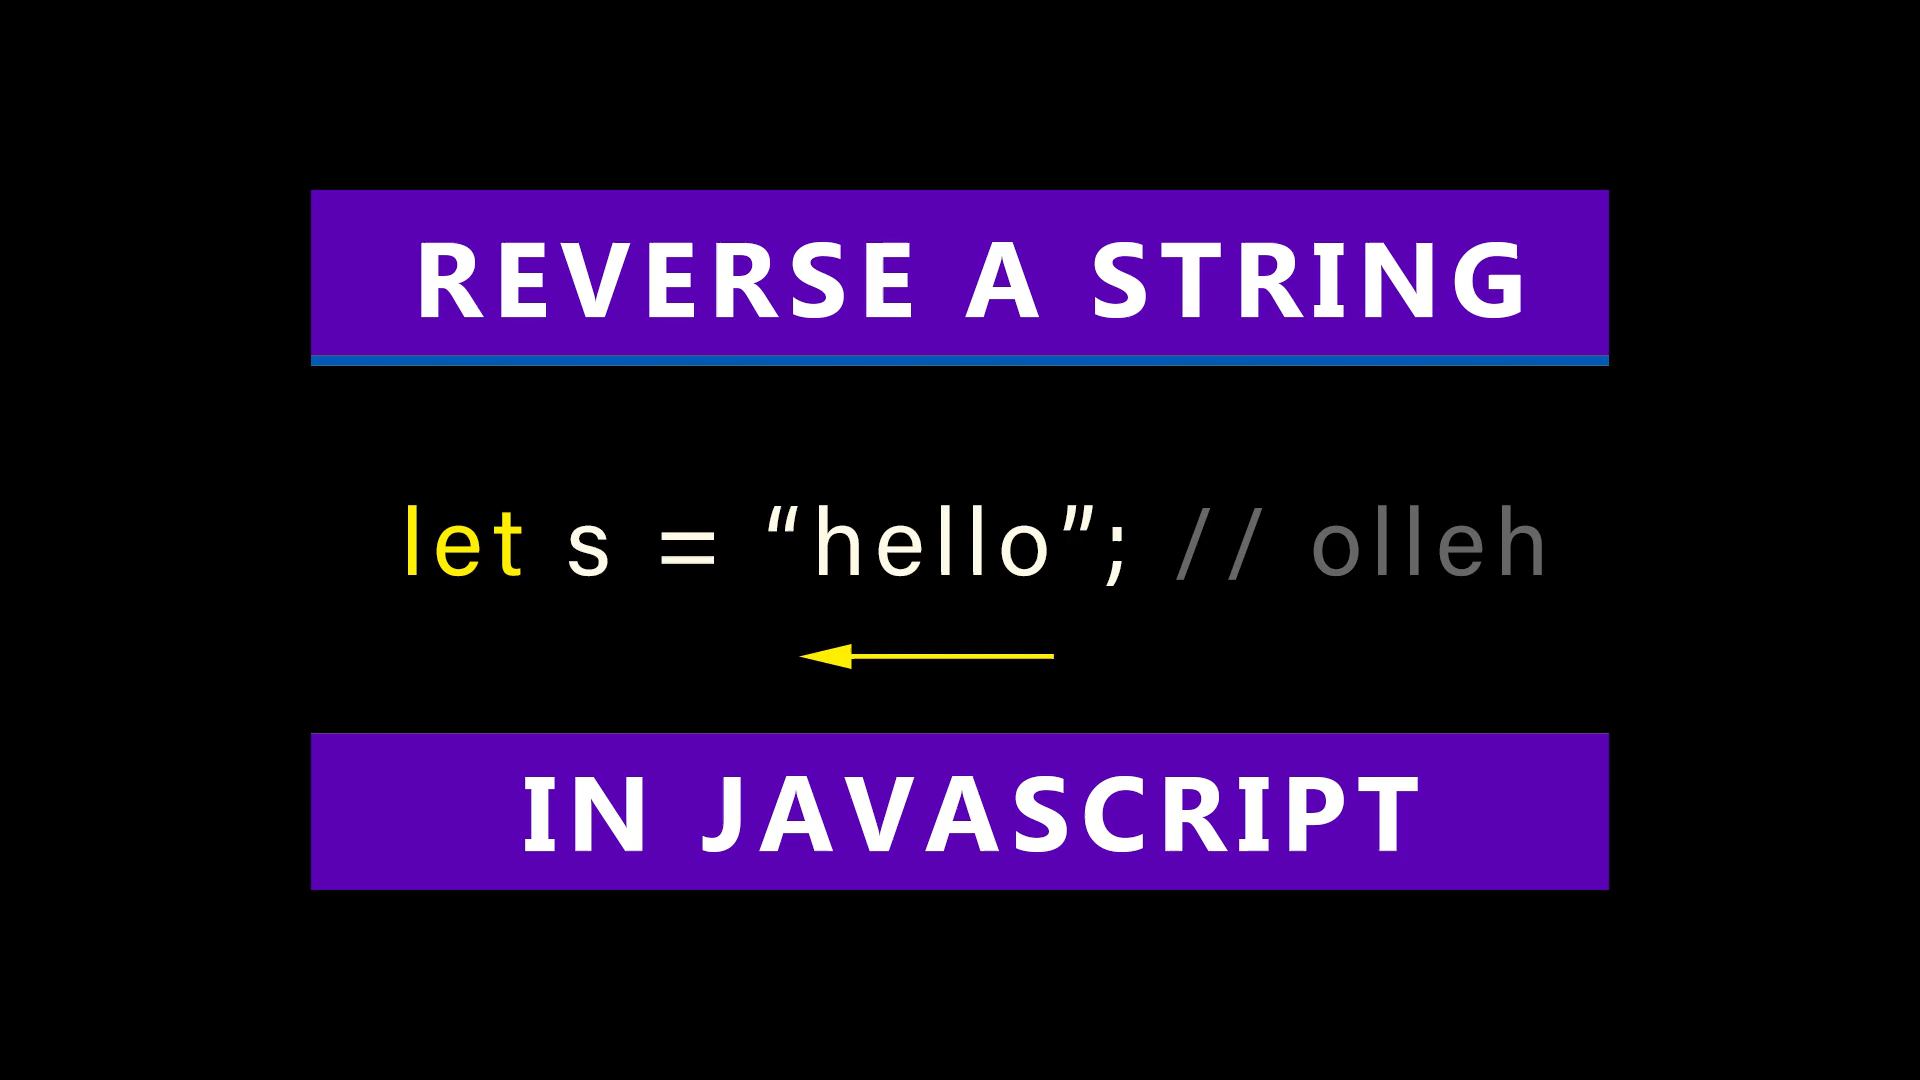 REVERSE A STRING
let s = “hello”; // olleh
IN JAVASCRIPT